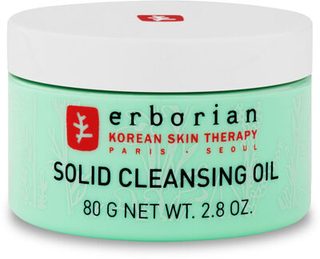 erborian
KOREAN SKIN THERAPY
PARIS - SEOUL
SOLID CLEANSING OIL
80 G NET WT. 2.8 OZ.